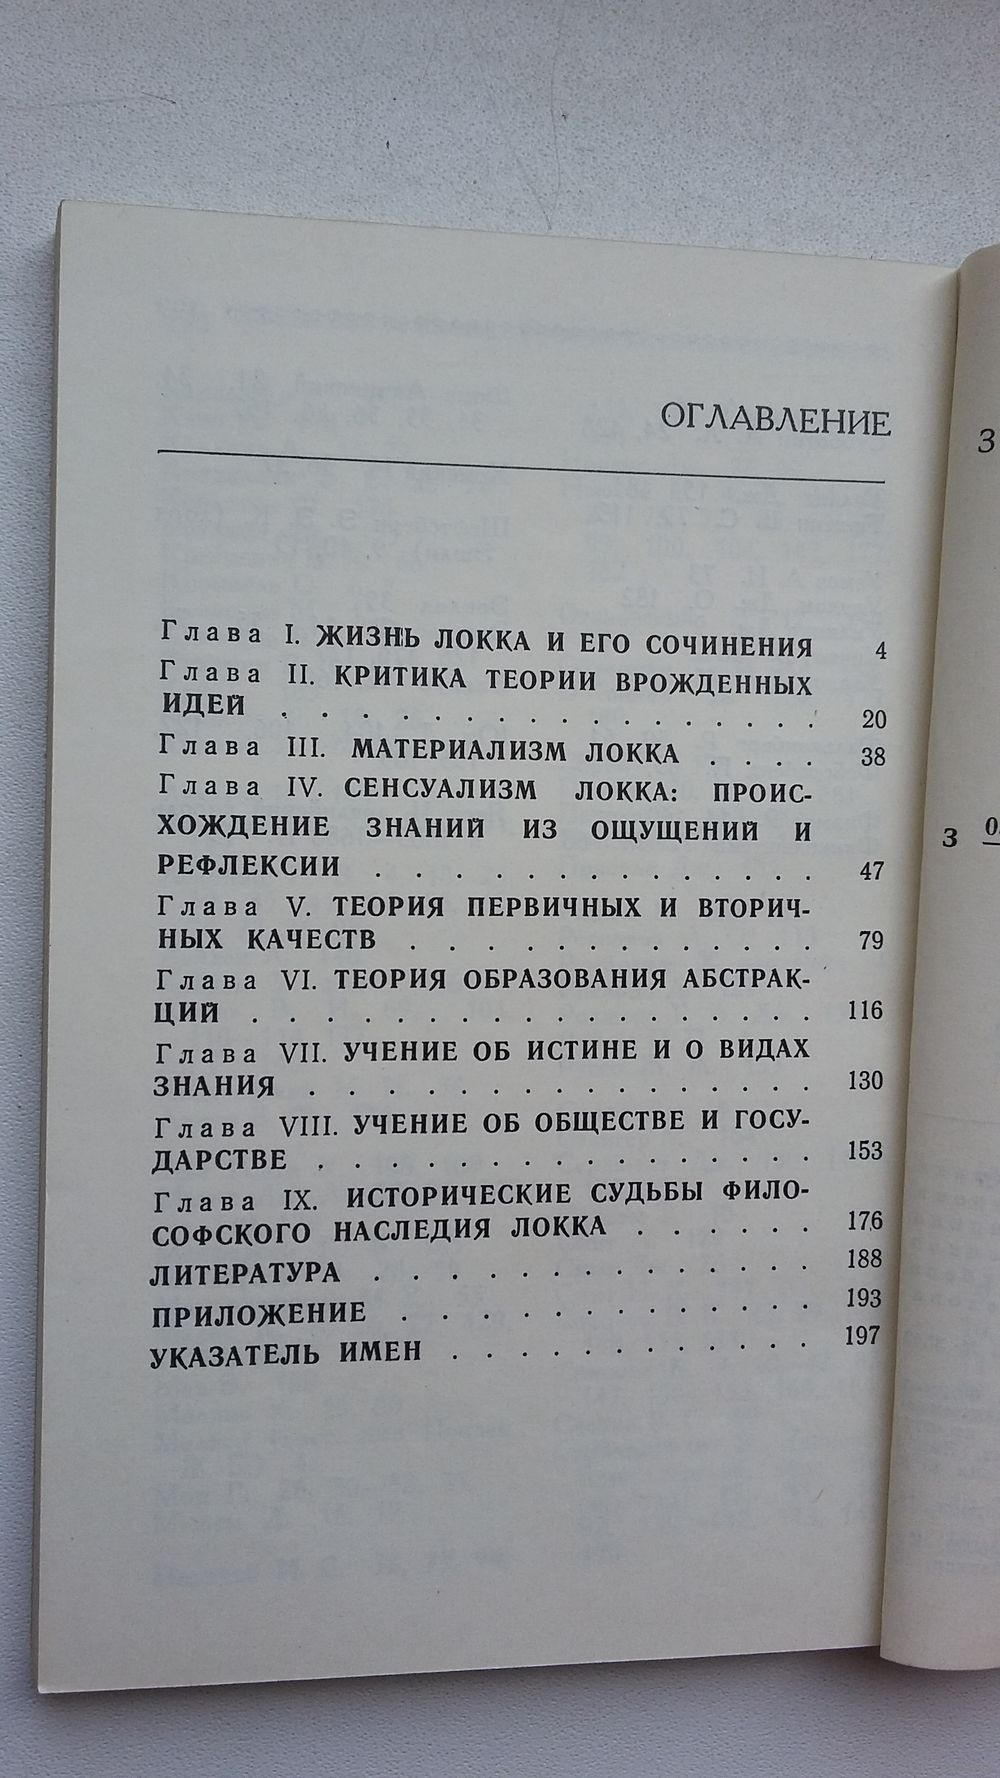 ОГЛАВЛЕНИЕ
Глава I. ЖИЗНЬ ЛОККА И ЕГО СОЧИНЕНИЯ 4
Глава II. КРИТИКА ТЕОРИИ ВРОЖДЕННЫХ
ИДЕЙ . . . . . . . . . . . . . . 20
Глава III. МАТЕРИАЛИЗМ ЛОККА . . . . 38
Глава IV. СЕНСУАЛИЗМ ЛОККА: ПРОИС-
ХОЖДЕНИЕ ЗНАНИЙ ИЗ ОЩУЩЕНИЙ И
РЕФЛЕКСИИ . . . . . . . . . . . . 47
Глава V. ТЕОРИЯ ПЕРВИЧНЫХ И ВТОРИЧ-
НЫХ КАЧЕСТВ . . . . . . . . . . . 79
Глава VI. ТЕОРИЯ ОБРАЗОВАНИЯ АБСТРАК-
ЦИЙ . . . . . . . . . . . . . . . 116
Глава VII. УЧЕНИЕ ОБ ИСТИНЕ И О ВИДАХ
ЗНАНИЯ . . . . . . . . . . . . . . 130
Глава VIII. УЧЕНИЕ ОБ ОБЩЕСТВЕ И ГОСУ-
ДАРСТВЕ . . . . . . . . . . . . . 153
Глава IX. ИСТОРИЧЕСКИЕ СУДЬБЫ ФИЛО-
СОФСКОГО НАСЛЕДИЯ ЛОККА . . . . . 176
ЛИТЕРАТУРА . . . . . . . . . . . . 188
ПРИЛОЖЕНИЕ . . . . . . . . . . . 193
УКАЗАТЕЛЬ ИМЕН . . . . . . . . . . 197
З
З